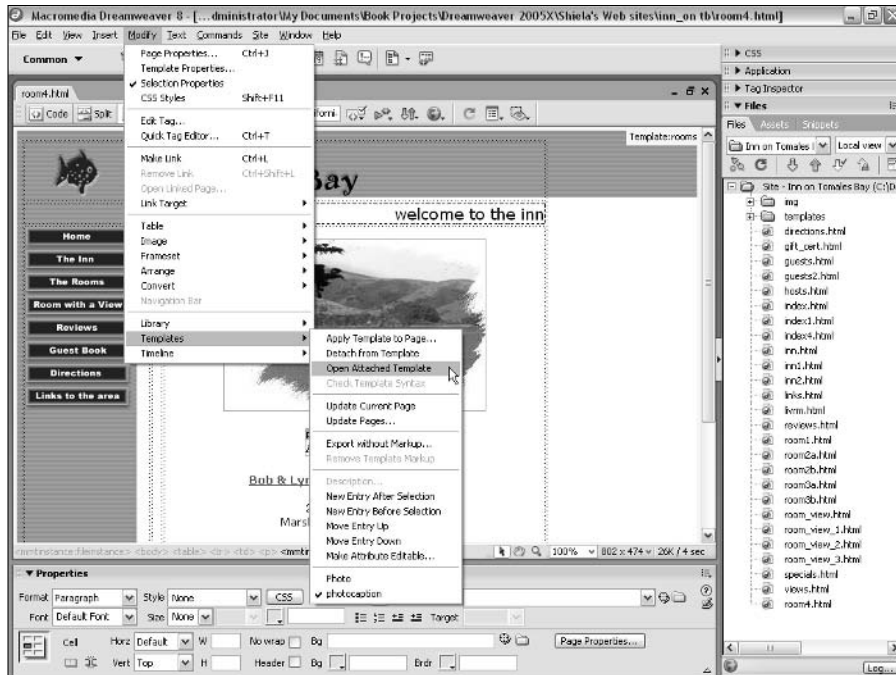 Macromedia Dreamweaver 8 - [...dministrator\My Documents\Book Projects\Dreamweaver 2005X\Shiela's Web sites\inn_on tb\room4.html]
File Edit View Insert Modify Text Commands Site Window Help
Common
room4.html
Code Split
Template:rooms
Bay
welcome to the inn
Home
The Inn
The Rooms
Room with a View
Reviews
Guest Book
Directions
Links to the area
Bob & Lyn
Mars
Page Properties... Ctrl+J
Template Properties...
Selection Properties
CSS Styles Shift+F11
Edit Tag...
Quick Tag Editor... Ctrl+T
Make Link Ctrl+L
Remove Link Ctrl+Shift+L
Open Linked Page...
Link Target
Table
Image
Frameset
Arrange
Convert
Navigation Bar
Library
Templates
Timeline
Apply Template to Page...
Detach from Template
Open Attached Template
Check Template Syntax
Update Current Page
Update Pages...
Export without Markup...
Remove Template Markup
Description...
New Entry After Selection
New Entry Before Selection
Move Entry Up
Move Entry Down
Make Attribute Editable...
Photo
photocaption
<body> <table> <tr> <td> <p> <mmtin
100% 802 x 474 26K / 4 sec
Properties
Format Paragraph Style None CSS
Font Default Font Size None Target
Cell Horz Default W No wrap Bg Page Properties...
Vert Top H Header Bg Brdr
CSS
Application
Tag Inspector
Files
Files Assets Snippets
Inn on Tomales Local view
Site - Inn on Tomales Bay (C:\D
img
templates
directions.html
gift_cert.html
guests.html
guests2.html
hosts.html
index.html
index1.html
index4.html
inn.html
inn1.html
inn2.html
links.html
livrm.html
reviews.html
room1.html
room2a.html
room2b.html
room3a.html
room3b.html
room_view.html
room_view_1.html
room_view_2.html
room_view_3.html
specials.html
views.html
room4.html
Log...